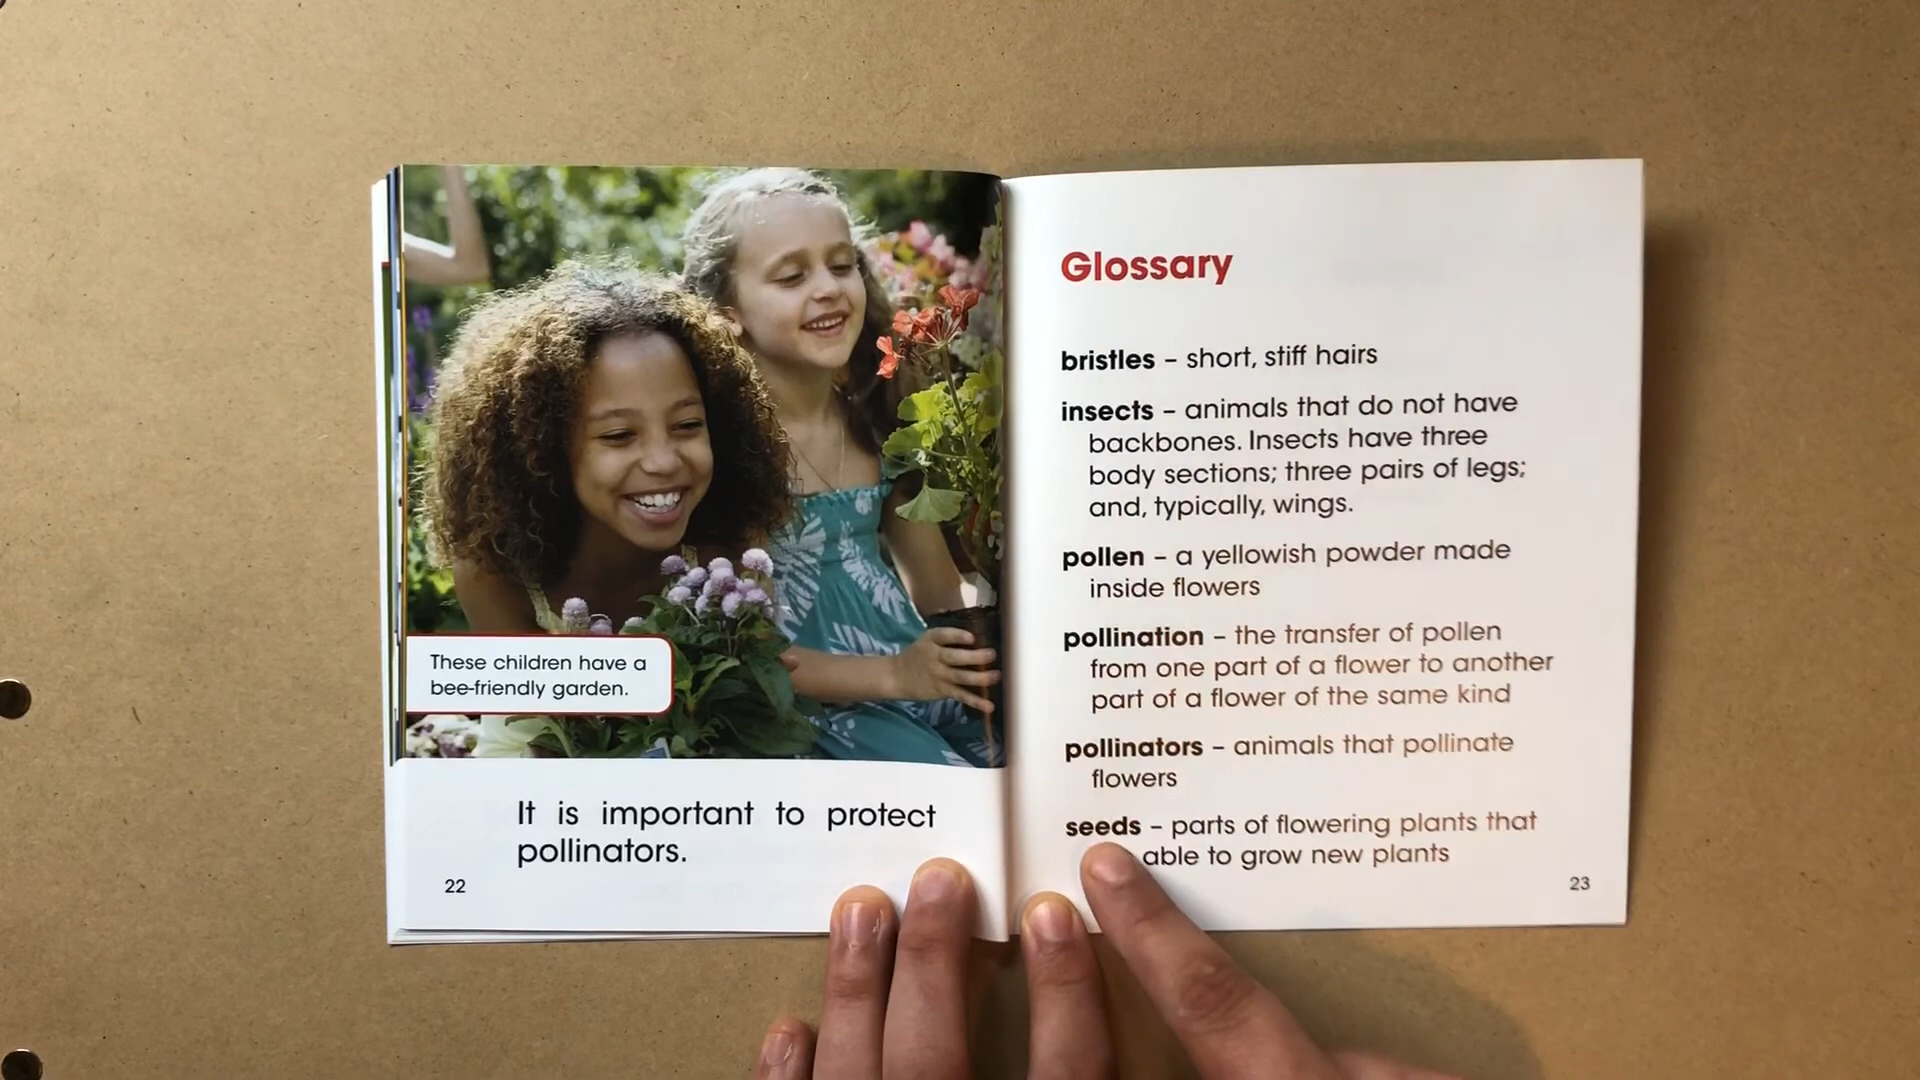 These children have a
bee-friendly garden.
It is important to protect
pollinators.
22
Glossary
bristles – short, stiff hairs
insects – animals that do not have
backbones. Insects have three
body sections; three pairs of legs;
and, typically, wings.
pollen – a yellowish powder made
inside flowers
pollination – the transfer of pollen
from one part of a flower to another
part of a flower of the same kind
pollinators – animals that pollinate
flowers
seeds – parts of flowering plants that
able to grow new plants
23